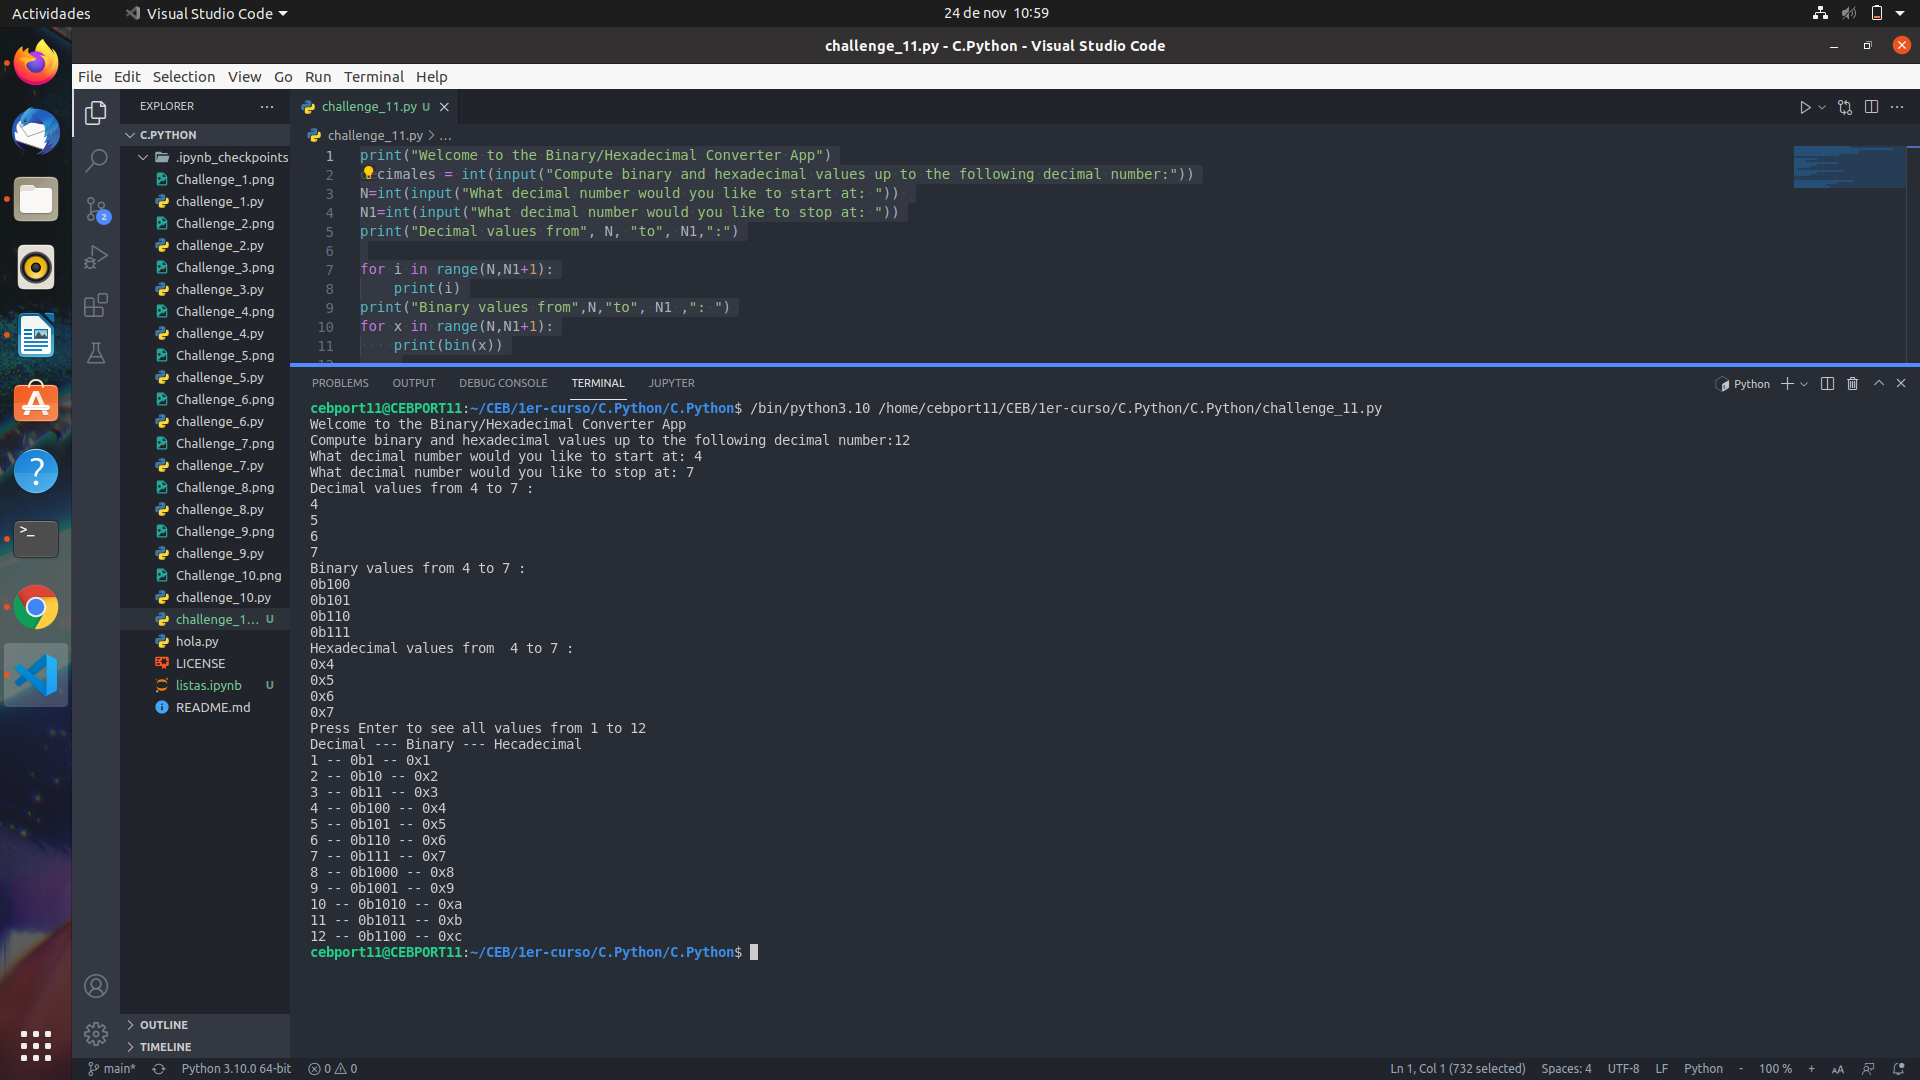 Actividades
Visual Studio Code
24 de nov 10:59
challenge_11.py - C.Python - Visual Studio Code
File Edit Selection View Go Run Terminal Help
EXPLORER
C.PYTHON
.ipynb_checkpoints
Challenge_1.png
challenge_1.py
Challenge_2.png
challenge_2.py
Challenge_3.png
challenge_3.py
Challenge_4.png
challenge_4.py
Challenge_5.png
challenge_5.py
Challenge_6.png
challenge_6.py
Challenge_7.png
challenge_7.py
Challenge_8.png
challenge_8.py
Challenge_9.png
challenge_9.py
Challenge_10.png
challenge_10.py
challenge_1... U
hola.py
LICENSE
listas.ipynb U
README.md
OUTLINE
TIMELINE
challenge_11.py U
challenge_11.py > ...
1 print("Welcome to the Binary/Hexadecimal Converter App")
2 cimales = int(input("Compute binary and hexadecimal values up to the following decimal number:"))
3 N=int(input("What decimal number would you like to start at: "))
4 N1=int(input("What decimal number would you like to stop at: "))
5 print("Decimal values from", N, "to", N1,":")
6
7 for i in range(N,N1+1):
8     print(i)
9 print("Binary values from",N,"to", N1 ,": ")
10 for x in range(N,N1+1):
11     print(bin(x))
PROBLEMS OUTPUT DEBUG CONSOLE TERMINAL JUPYTER
Python
cebport11@CEBPORT11:~/CEB/1er-curso/C.Python/C.Python$ /bin/python3.10 /home/cebport11/CEB/1er-curso/C.Python/C.Python/challenge_11.py
Welcome to the Binary/Hexadecimal Converter App
Compute binary and hexadecimal values up to the following decimal number:12
What decimal number would you like to start at: 4
What decimal number would you like to stop at: 7
Decimal values from 4 to 7 :
4
5
6
7
Binary values from 4 to 7 :
0b100
0b101
0b110
0b111
Hexadecimal values from  4 to 7 :
0x4
0x5
0x6
0x7
Press Enter to see all values from 1 to 12
Decimal --- Binary --- Hecadecimal
1 -- 0b1 -- 0x1
2 -- 0b10 -- 0x2
3 -- 0b11 -- 0x3
4 -- 0b100 -- 0x4
5 -- 0b101 -- 0x5
6 -- 0b110 -- 0x6
7 -- 0b111 -- 0x7
8 -- 0b1000 -- 0x8
9 -- 0b1001 -- 0x9
10 -- 0b1010 -- 0xa
11 -- 0b1011 -- 0xb
12 -- 0b1100 -- 0xc
cebport11@CEBPORT11:~/CEB/1er-curso/C.Python/C.Python$
main* Python 3.10.0 64-bit 0 0
Ln 1, Col 1 (732 selected) Spaces: 4 UTF-8 LF Python - 100 % +